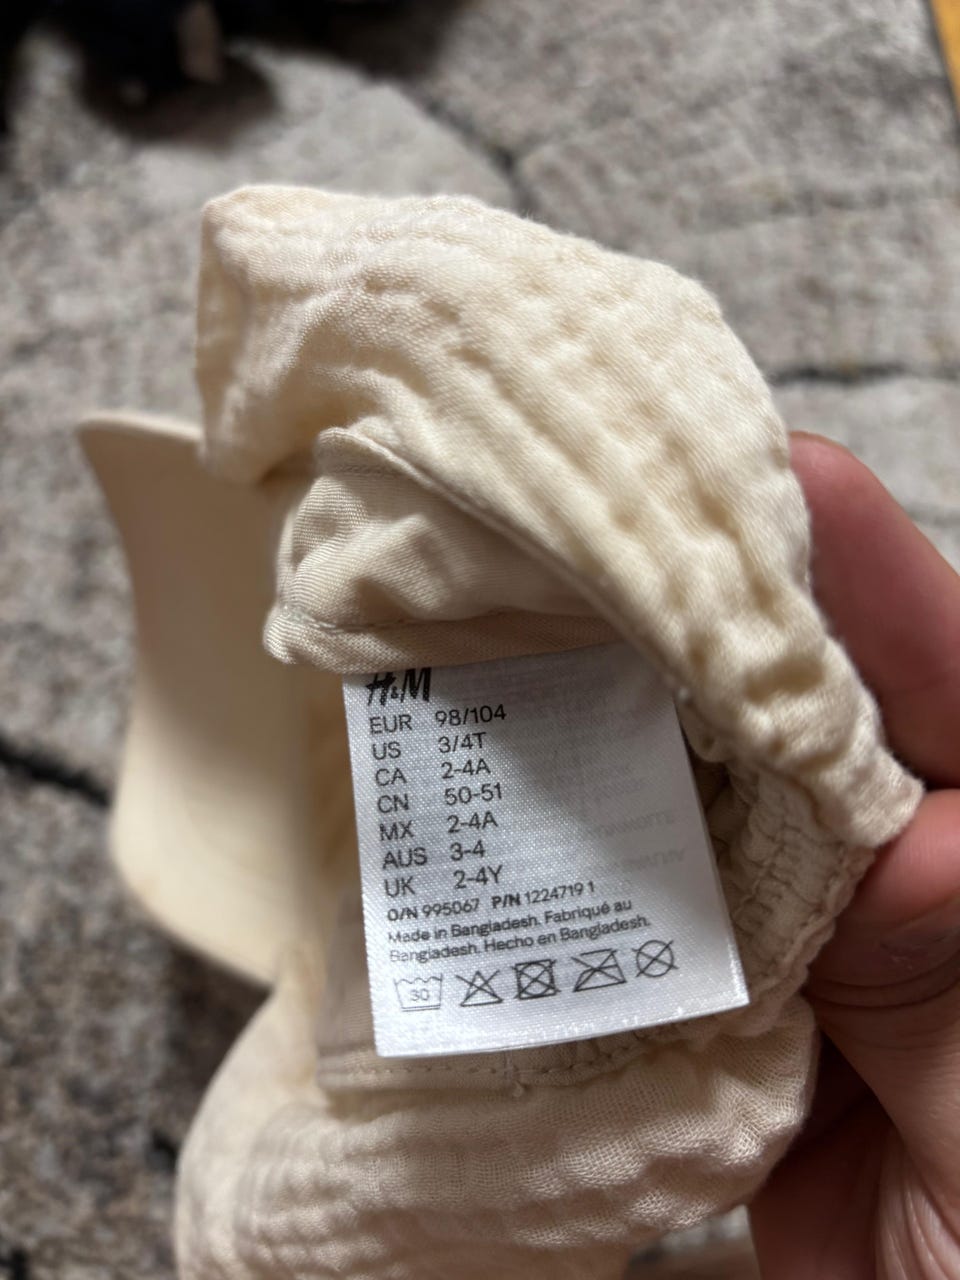 H&M
EUR 98/104
US 3/4T
CA 2-4A
CN 50-51
MX 2-4A
AUS 3-4
UK 2-4Y
O/N 995067 P/N 1224719 1
Made in Bangladesh. Fabriqué au
Bangladesh. Hecho en Bangladesh.
30